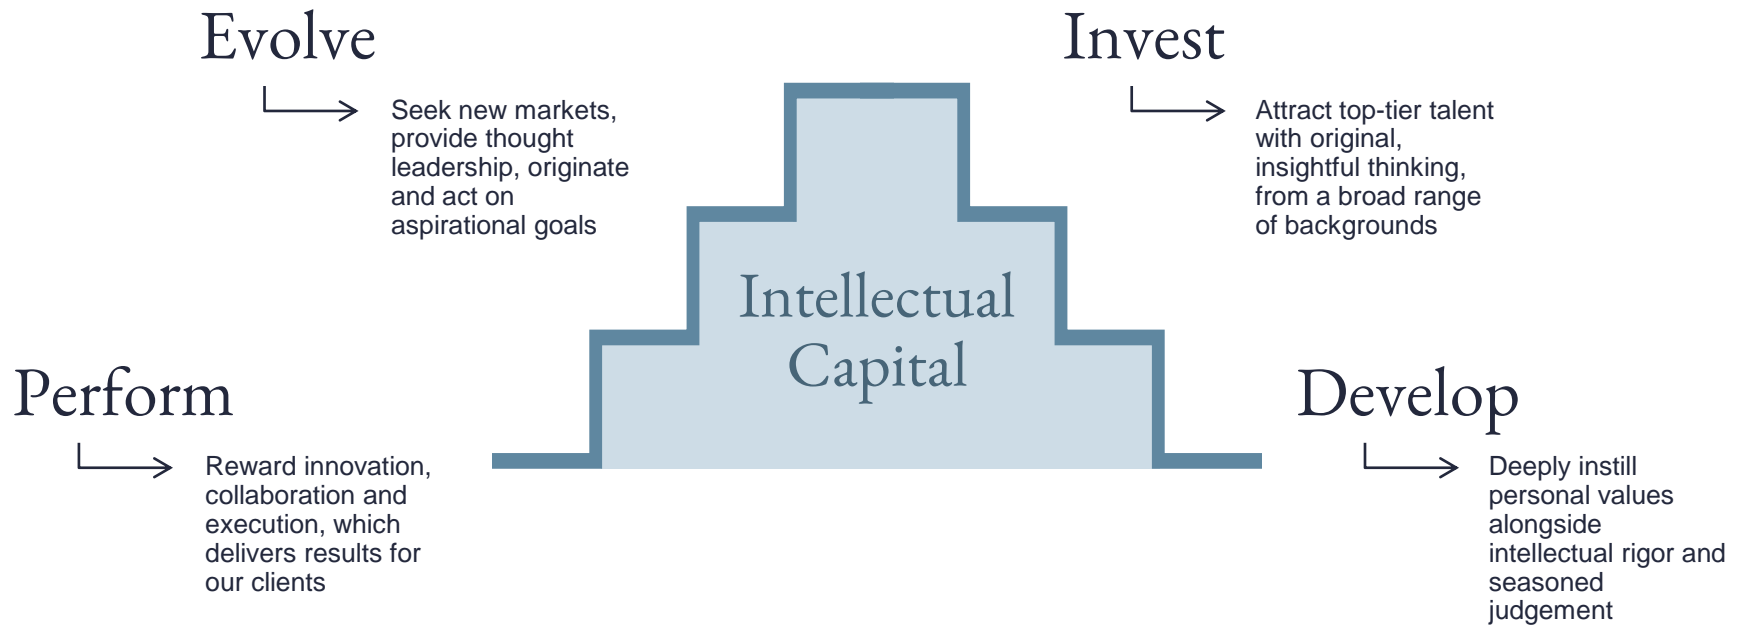 Evolve
Seek new markets,
provide thought
leadership, originate
and act on
aspirational goals
Invest
Attract top-tier talent
with original,
insightful thinking,
from a broad range
of backgrounds
Intellectual
Capital
Perform
Reward innovation,
collaboration and
execution, which
delivers results for
our clients
Develop
Deeply instill
personal values
alongside
intellectual rigor and
seasoned
judgement